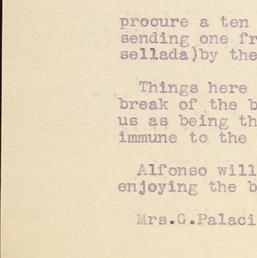 procure a ten
sending one fr
sellada)by the
Things here
break of the b
us as being th
immune to the
Alfonso will
enjoying the b
Mrs.G.Palaci